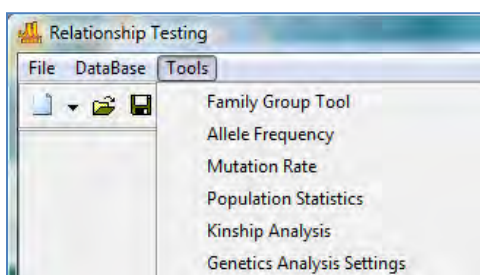 Relationship Testing
File DataBase Tools
Family Group Tool
Allele Frequency
Mutation Rate
Population Statistics
Kinship Analysis
Genetics Analysis Settings